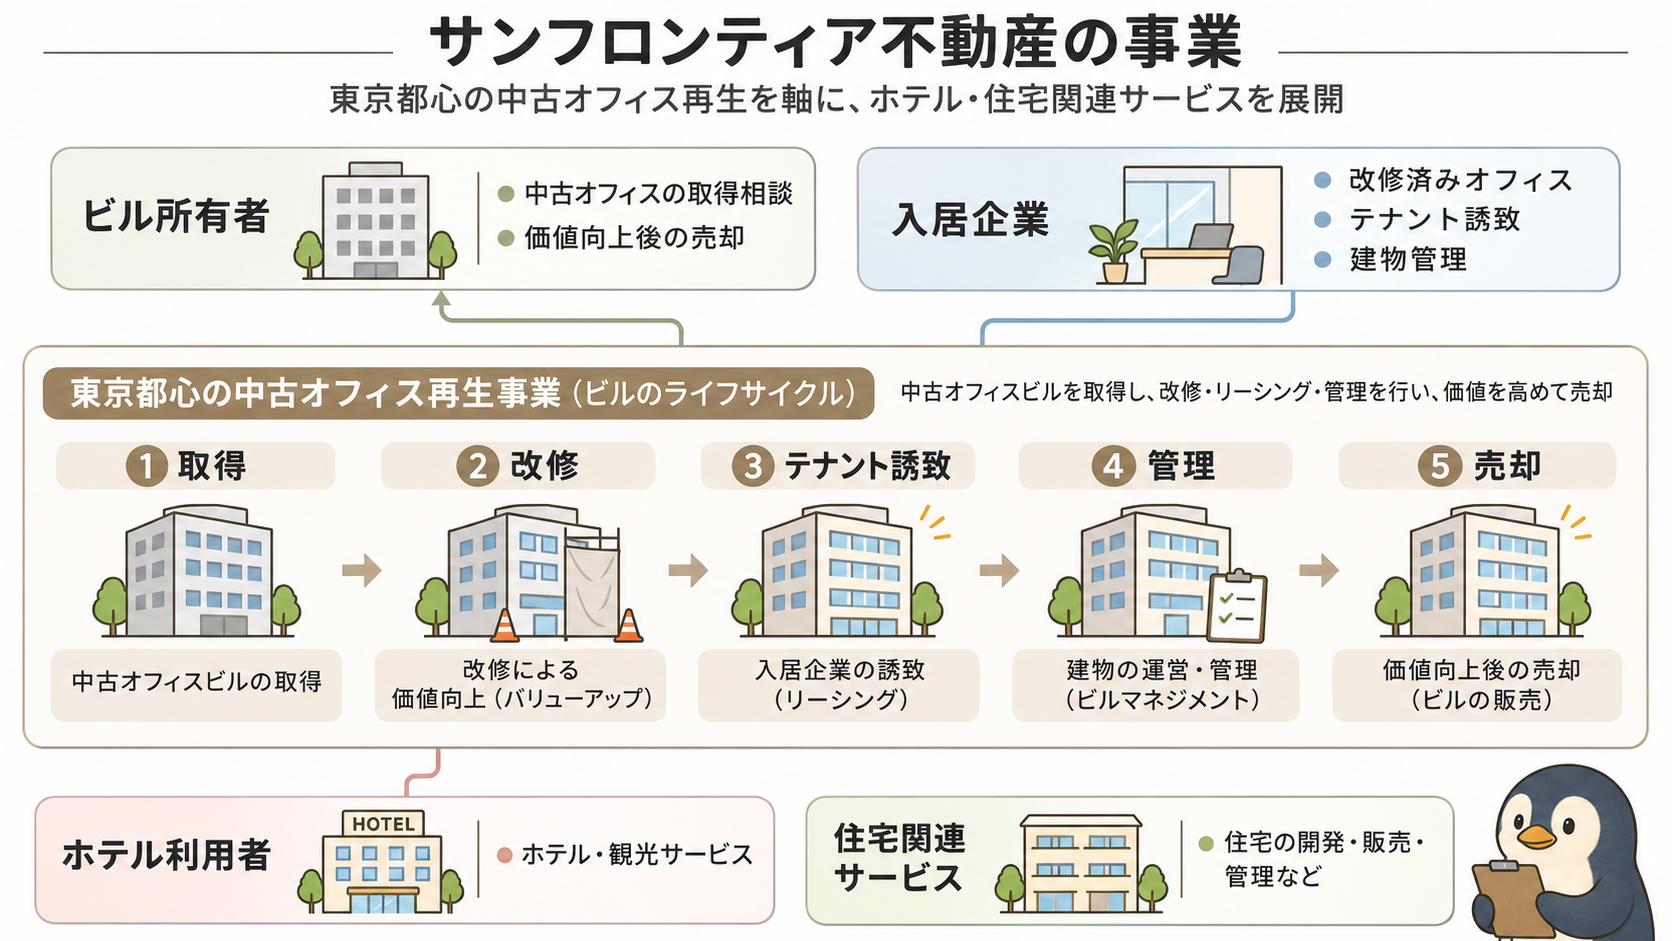 サンフロンティア不動産の事業
東京都心の中古オフィス再生を軸に、ホテル・住宅関連サービスを展開
ビル所有者
中古オフィスの取得相談
価値向上後の売却
入居企業
改修済みオフィス
テナント誘致
建物管理
東京都心の中古オフィス再生事業（ビルのライフサイクル）
中古オフィスビルを取得し、改修・リーシング・管理を行い、価値を高めて売却
1 取得
2 改修
3 テナント誘致
4 管理
5 売却
中古オフィスビルの取得
改修による
価値向上（バリューアップ）
入居企業の誘致
（リーシング）
建物の運営・管理
（ビルマネジメント）
価値向上後の売却
（ビルの販売）
ホテル利用者
HOTEL
ホテル・観光サービス
住宅関連
サービス
住宅の開発・販売・
管理など